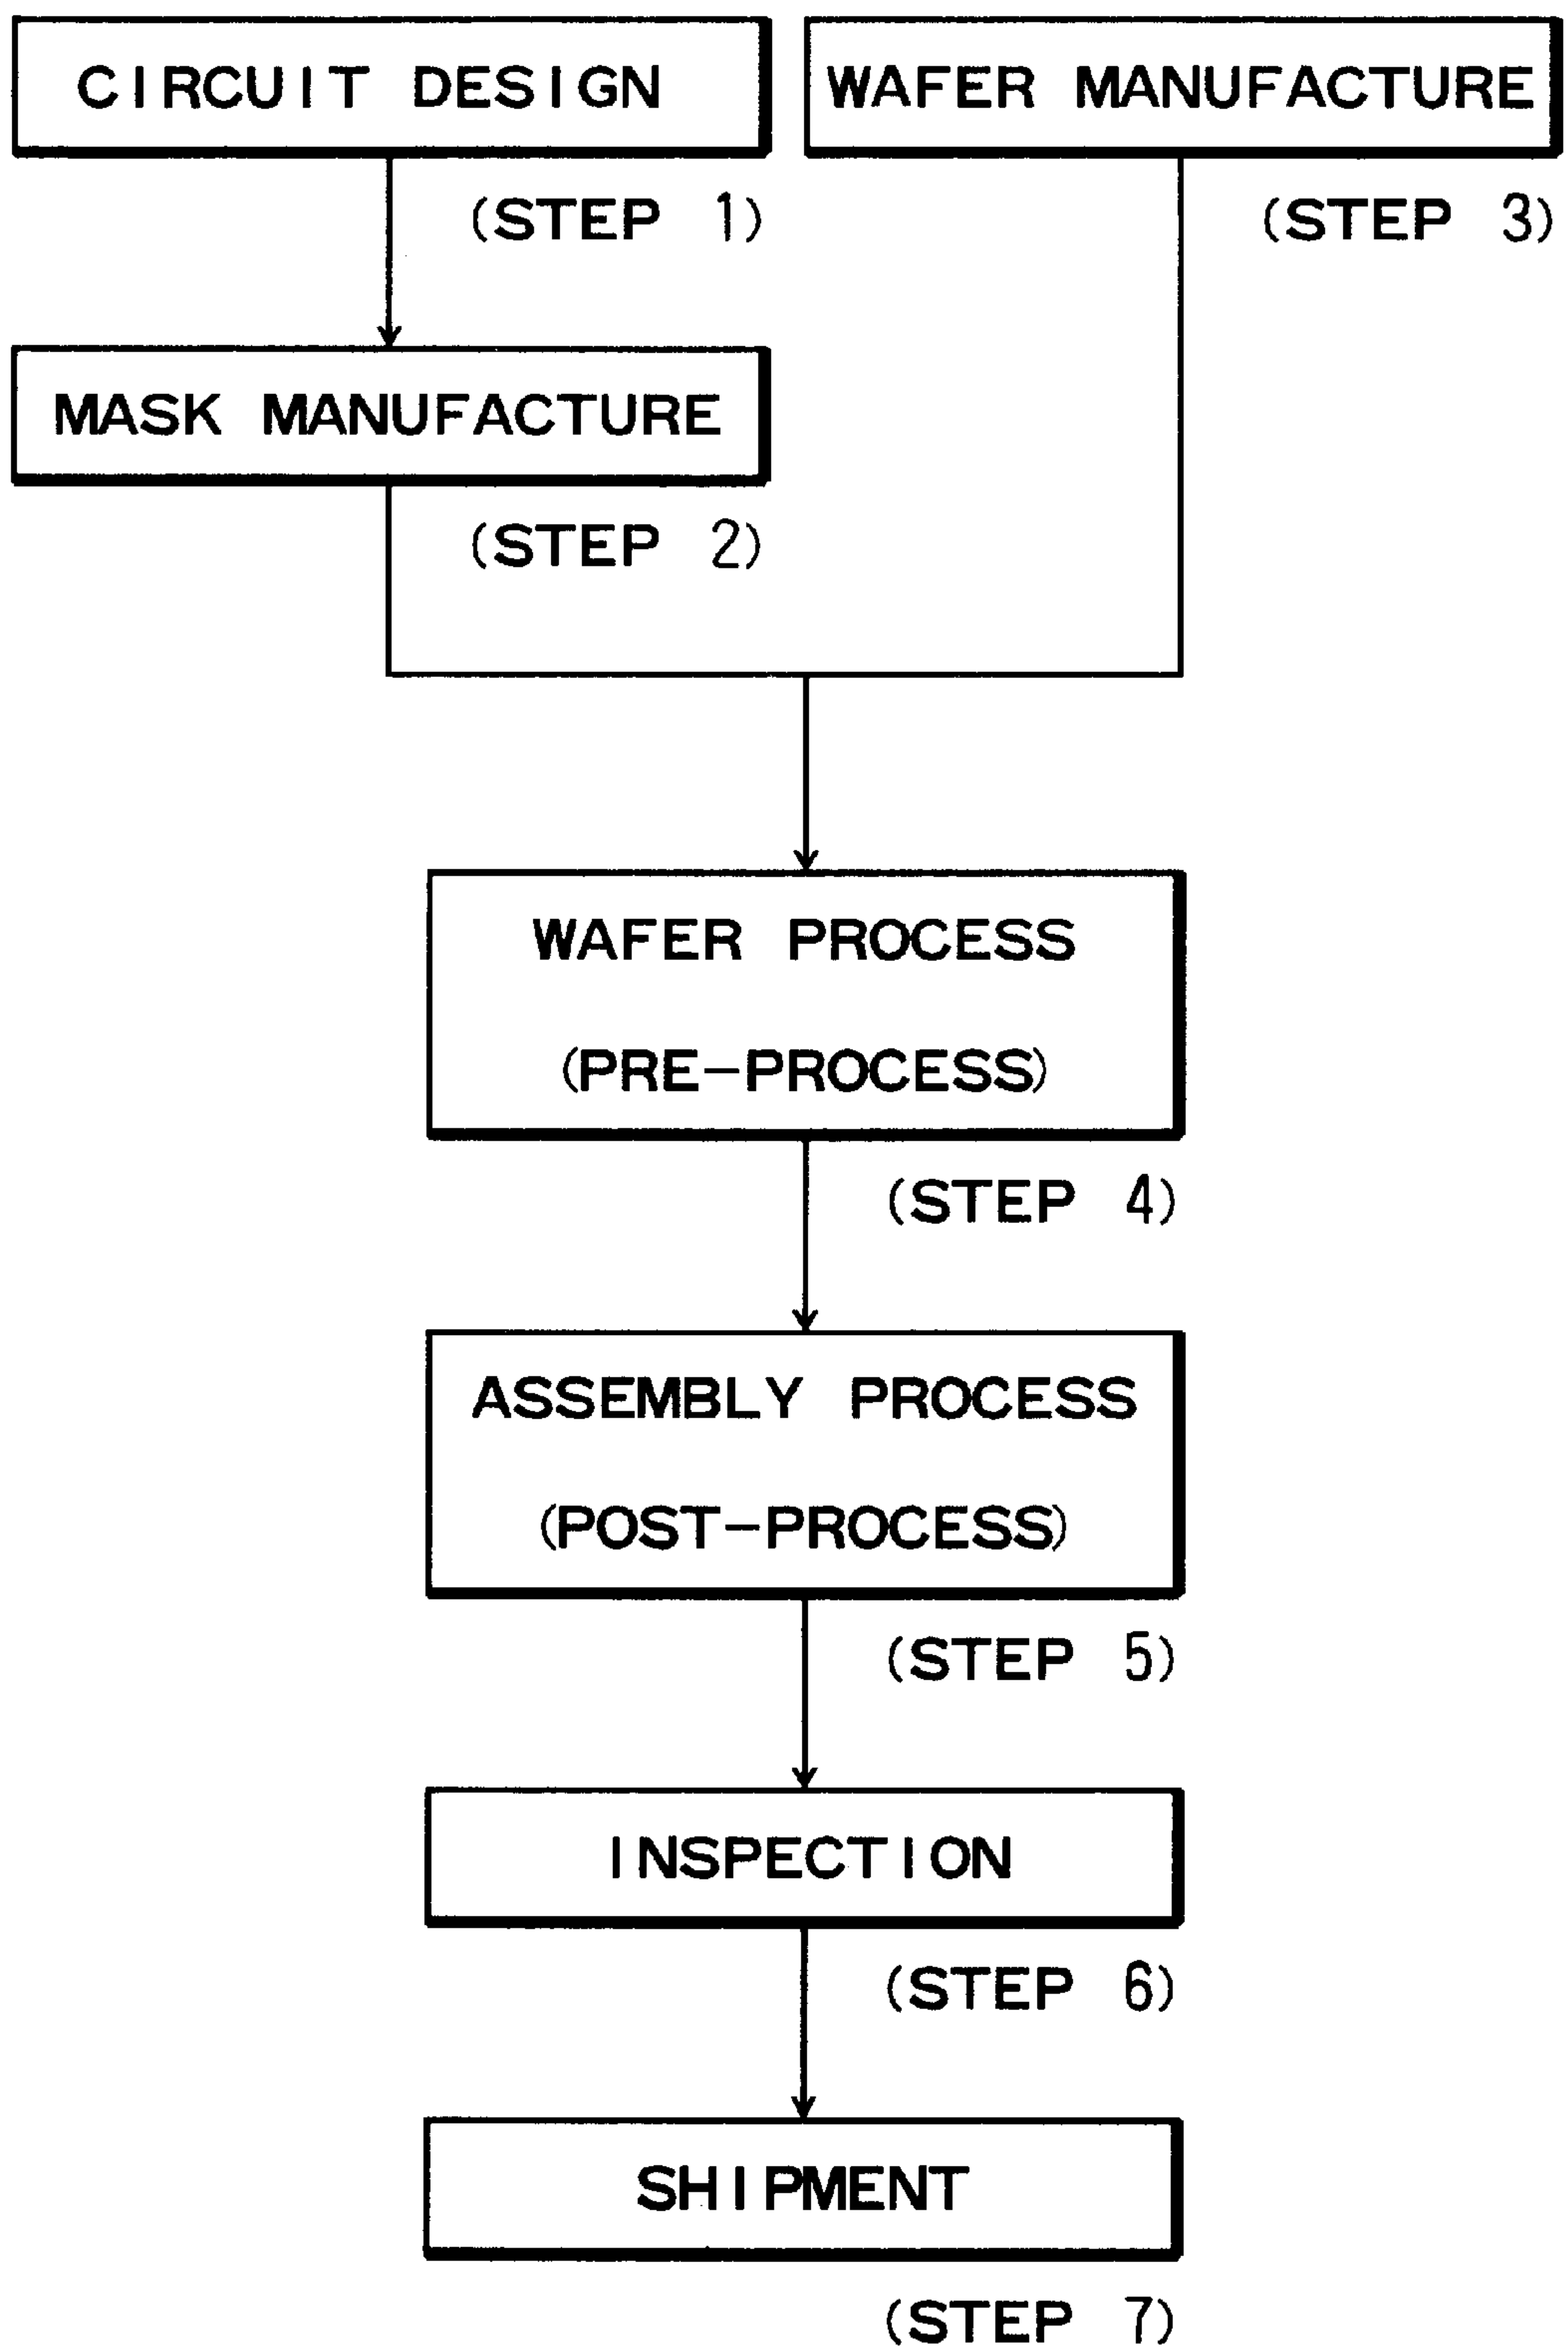 CIRCUIT DESIGN
(STEP 1)
WAFER MANUFACTURE
(STEP 3)
MASK MANUFACTURE
(STEP 2)
WAFER PROCESS
(PRE-PROCESS)
(STEP 4)
ASSEMBLY PROCESS
(POST-PROCESS)
(STEP 5)
INSPECTION
(STEP 6)
SHIPMENT
(STEP 7)